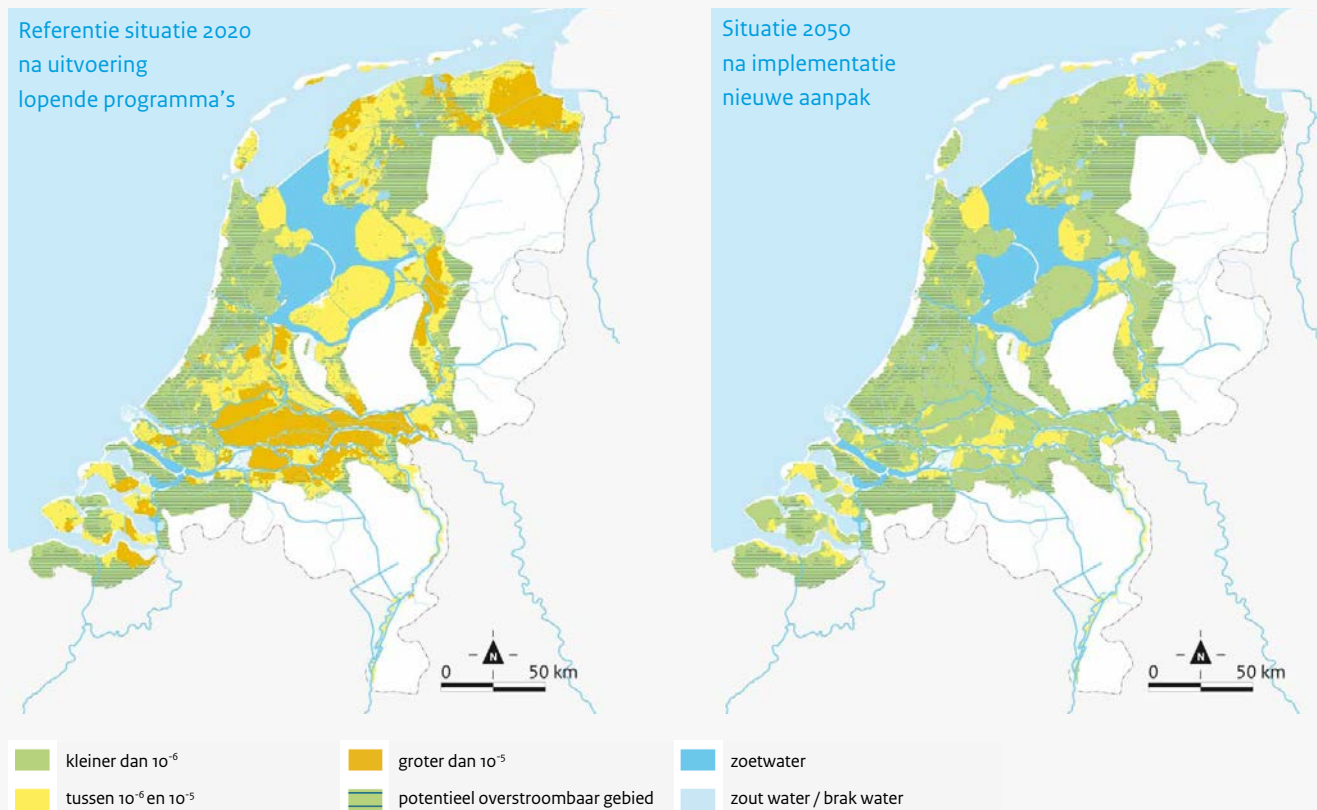 Referentie situatie 2020
na uitvoering
lopende programma's
Situatie 2050
na implementatie
nieuwe aanpak
N
0 50 km
N
0 50 km
kleiner dan 10⁻⁶
groter dan 10⁻⁵
zoetwater
tussen 10⁻⁶ en 10⁻⁵
potentieel overstroombaar gebied
zout water / brak water